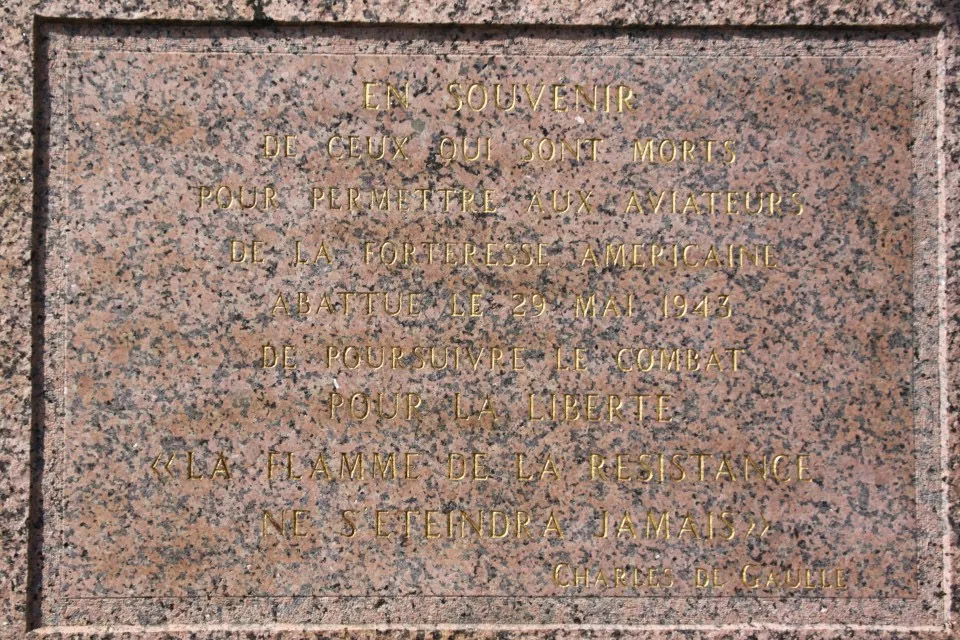 EN SOUVENIR
DE CEUX QUI SONT MORTS
POUR PERMETTRE AUX AVIATEURS
DE LA FORTERESSE AMERICAINE
ABATTUE LE 29 MAI 1943
DE POURSUIVRE LE COMBAT
POUR LA LIBERTE
«LA FLAMME DE LA RESISTANCE
NE S'ETEINDRA JAMAIS»
CHARLES DE GAULLE